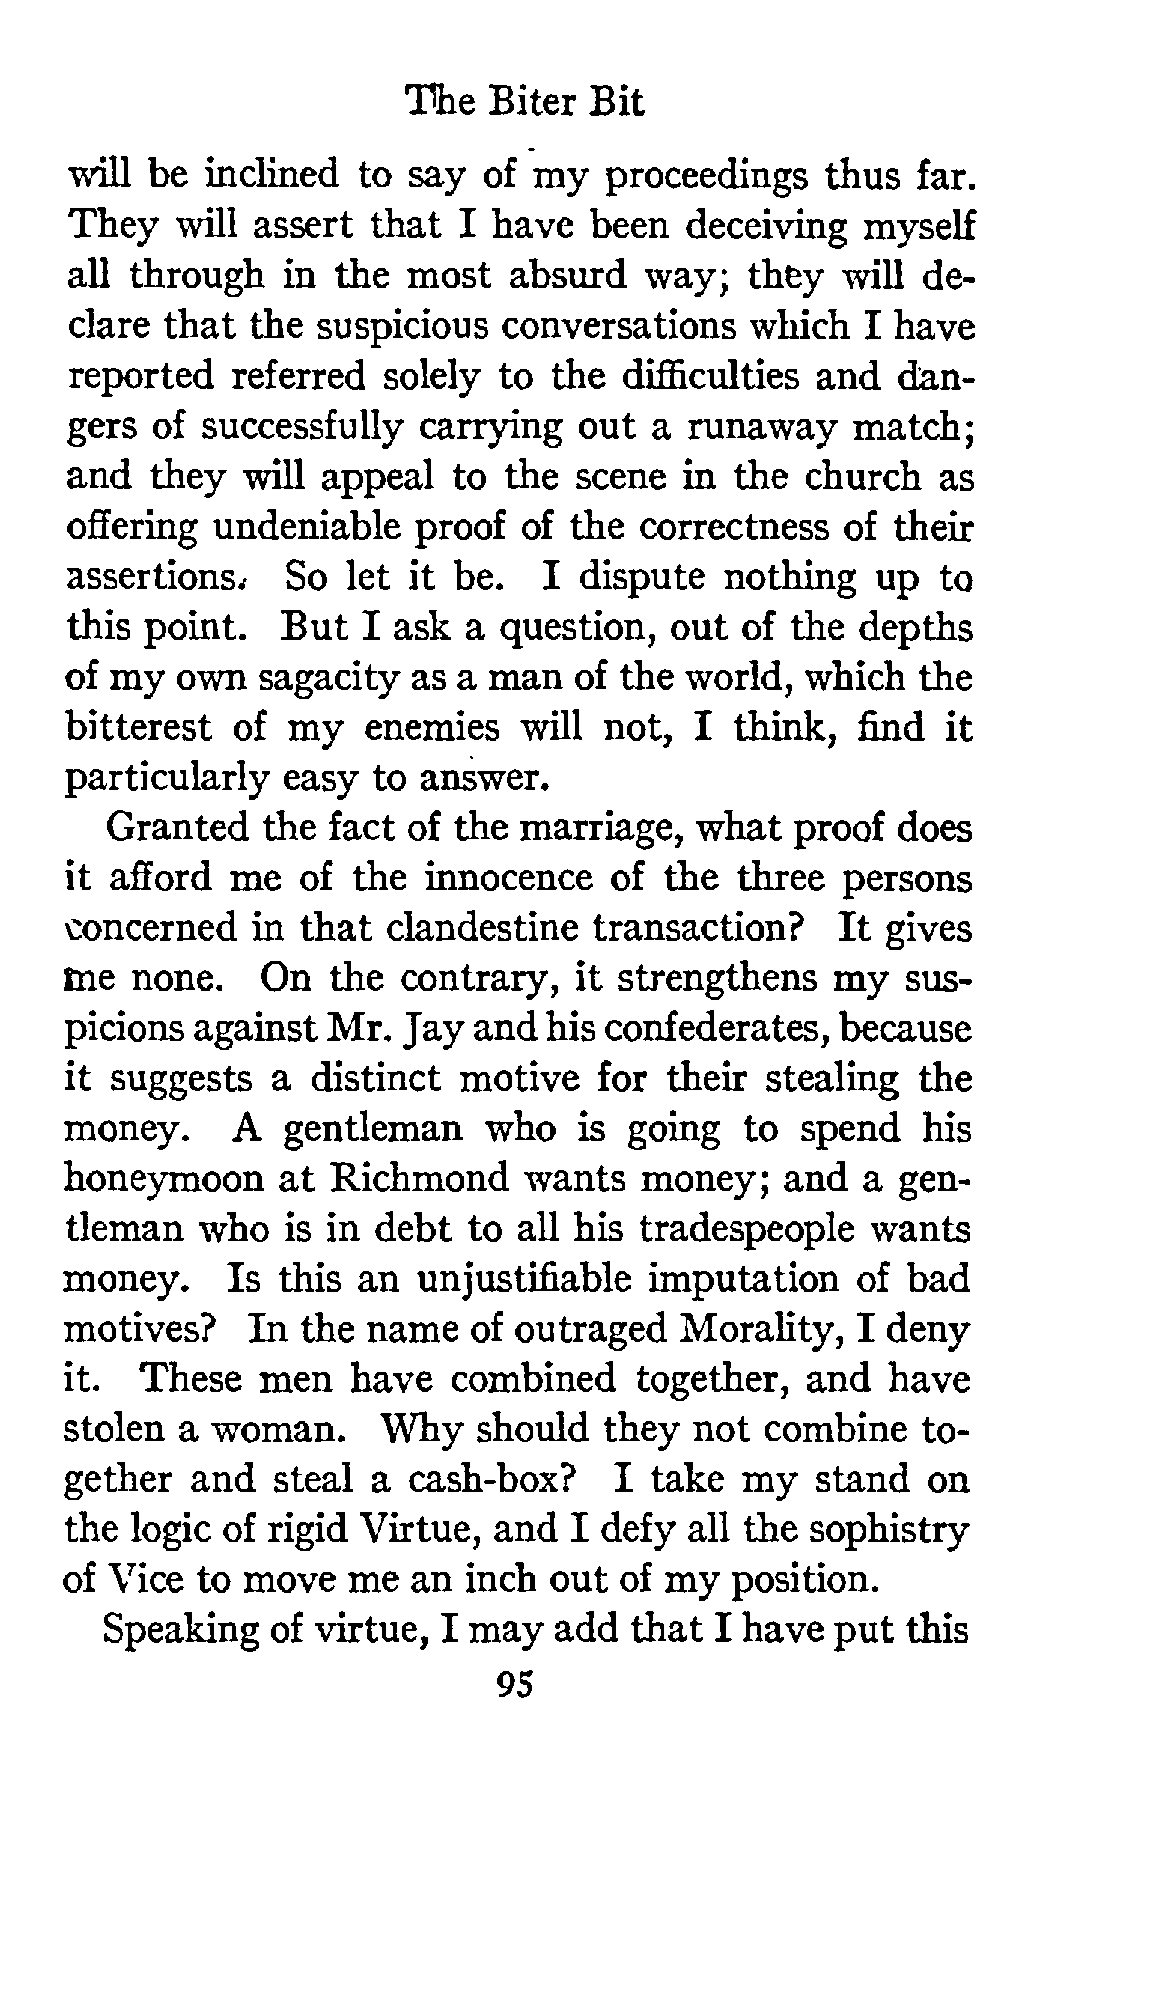 The Biter Bit
will be inclined to say of my proceedings thus far.
They will assert that I have been deceiving myself
all through in the most absurd way; they will de-
clare that the suspicious conversations which I have
reported referred solely to the difficulties and dan-
gers of successfully carrying out a runaway match;
and they will appeal to the scene in the church as
offering undeniable proof of the correctness of their
assertions. So let it be. I dispute nothing up to
this point. But I ask a question, out of the depths
of my own sagacity as a man of the world, which the
bitterest of my enemies will not, I think, find it
particularly easy to answer.
Granted the fact of the marriage, what proof does
it afford me of the innocence of the three persons
concerned in that clandestine transaction? It gives
me none. On the contrary, it strengthens my sus-
picions against Mr. Jay and his confederates, because
it suggests a distinct motive for their stealing the
money. A gentleman who is going to spend his
honeymoon at Richmond wants money; and a gen-
tleman who is in debt to all his tradespeople wants
money. Is this an unjustifiable imputation of bad
motives? In the name of outraged Morality, I deny
it. These men have combined together, and have
stolen a woman. Why should they not combine to-
gether and steal a cash-box? I take my stand on
the logic of rigid Virtue, and I defy all the sophistry
of Vice to move me an inch out of my position.
Speaking of virtue, I may add that I have put this
95